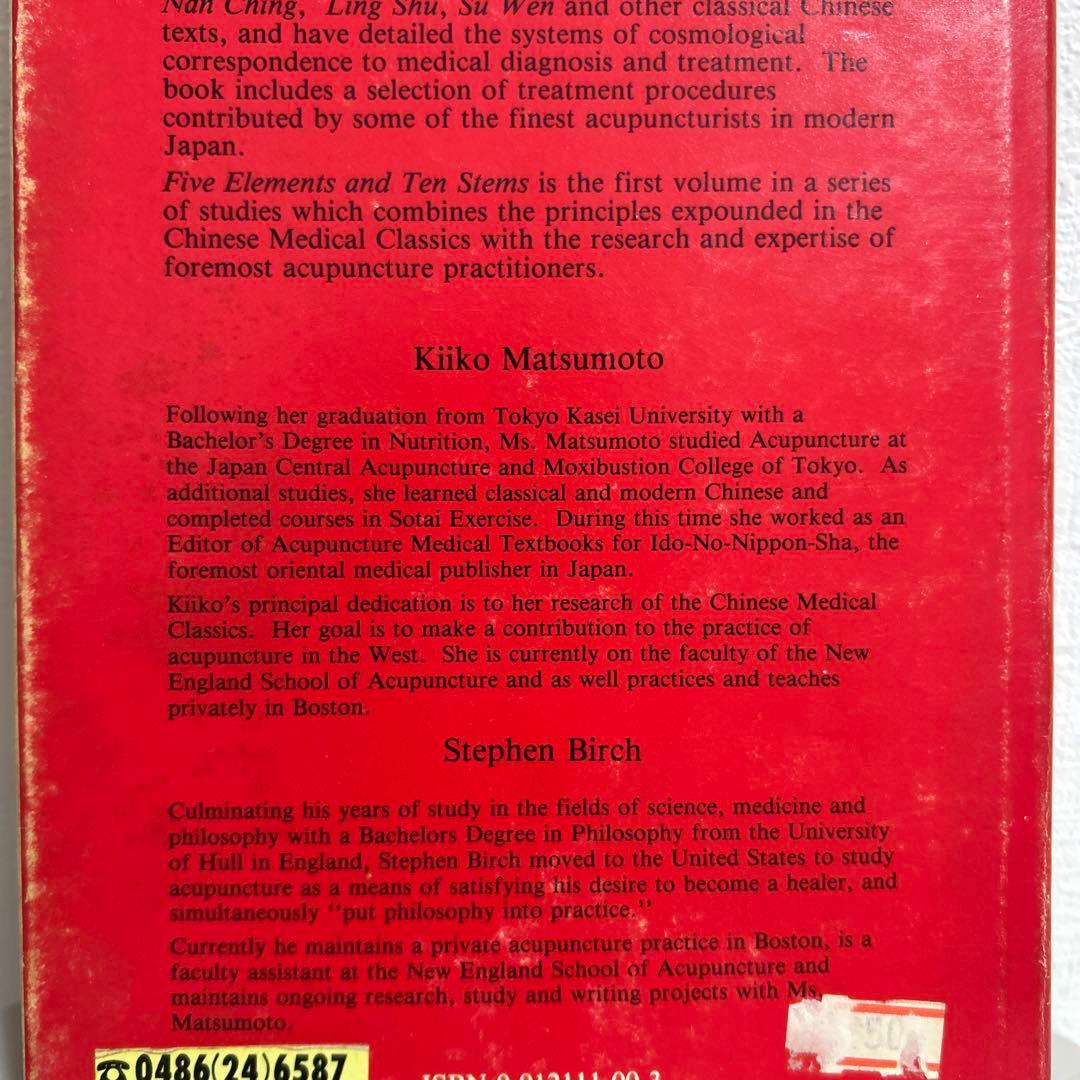 Nan Ching, Ling Shu, Su Wen and other classical Chinese
texts, and have detailed the systems of cosmological
correspondence to medical diagnosis and treatment. The
book includes a selection of treatment procedures
contributed by some of the finest acupuncturists in modern
Japan.
Five Elements and Ten Stems is the first volume in a series
of studies which combines the principles expounded in the
Chinese Medical Classics with the research and expertise of
foremost acupuncture practitioners.
Kiiko Matsumoto
Following her graduation from Tokyo Kasei University with a
Bachelor's Degree in Nutrition, Ms. Matsumoto studied Acupuncture at
the Japan Central Acupuncture and Moxibustion College of Tokyo. As
additional studies, she learned classical and modern Chinese and
completed courses in Sotai Exercise. During this time she worked as an
Editor of Acupuncture Medical Textbooks for Ido-No-Nippon-Sha, the
foremost oriental medical publisher in Japan.
Kiiko's principal dedication is to her research of the Chinese Medical
Classics. Her goal is to make a contribution to the practice of
acupuncture in the West. She is currently on the faculty of the New
England School of Acupuncture and as well practices and teaches
privately in Boston.
Stephen Birch
Culminating his years of study in the fields of science, medicine and
philosophy with a Bachelors Degree in Philosophy from the University
of Hull in England, Stephen Birch moved to the United States to study
acupuncture as a means of satisfying his desire to become a healer, and
simultaneously "put philosophy into practice."
Currently he maintains a private acupuncture practice in Boston, is a
faculty assistant at the New England School of Acupuncture and
maintains ongoing research, study and writing projects with Ms.
Matsumoto.
50
☎0486(24)6587
ISBN 0-912111-00-3